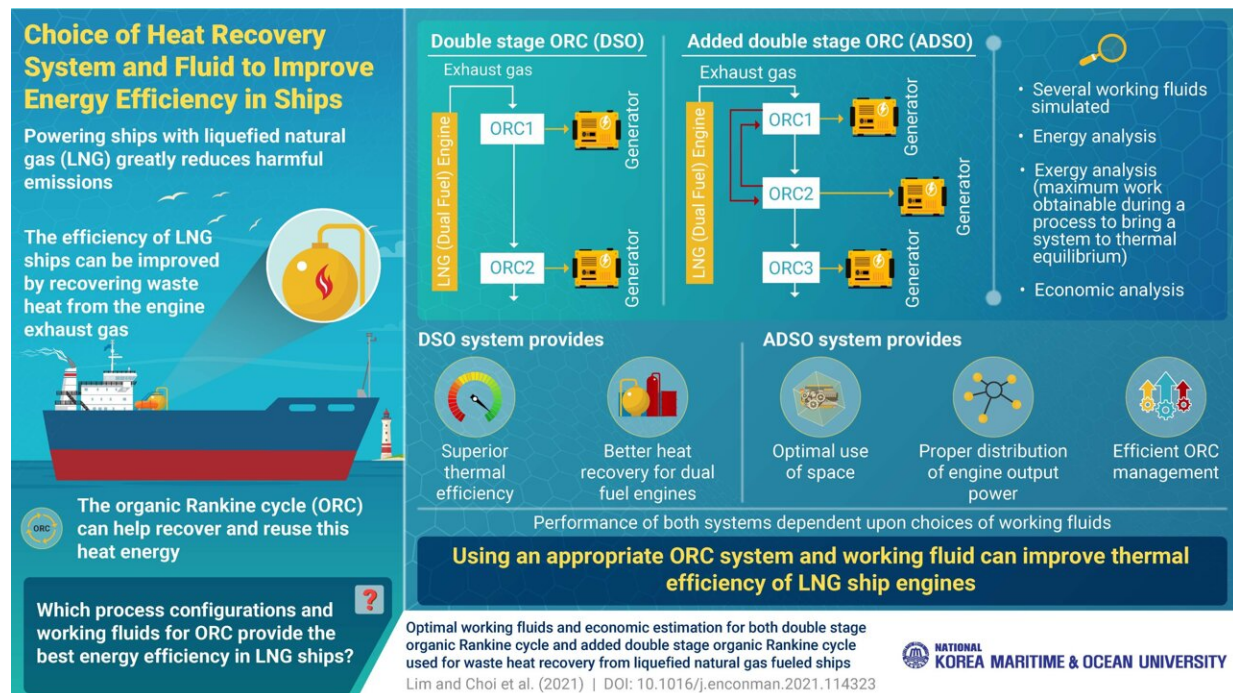 Choice of Heat Recovery
System and Fluid to Improve
Energy Efficiency in Ships
Powering ships with liquefied natural
gas (LNG) greatly reduces harmful
emissions
The efficiency of LNG
ships can be improved
by recovering waste
heat from the engine
exhaust gas
ORC
The organic Rankine cycle (ORC)
can help recover and reuse this
heat energy
Which process configurations and
working fluids for ORC provide the
best energy efficiency in LNG ships?
?
Double stage ORC (DSO)
Exhaust gas
LNG (Dual Fuel) Engine
ORC1
Generator
ORC2
Generator
Added double stage ORC (ADSO)
Exhaust gas
LNG (Dual Fuel) Engine
ORC1
Generator
ORC2
Generator
ORC3
Generator
• Several working fluids
simulated
• Energy analysis
• Exergy analysis
(maximum work
obtainable during a
process to bring a
system to thermal
equilibrium)
• Economic analysis
DSO system provides
Superior
thermal
efficiency
Better heat
recovery for dual
fuel engines
ADSO system provides
Optimal use
of space
Proper distribution
of engine output
power
Efficient ORC
management
Performance of both systems dependent upon choices of working fluids
Using an appropriate ORC system and working fluid can improve thermal
efficiency of LNG ship engines
Optimal working fluids and economic estimation for both double stage
organic Rankine cycle and added double stage organic Rankine cycle
used for waste heat recovery from liquefied natural gas fueled ships
Lim and Choi et al. (2021) | DOI: 10.1016/j.enconman.2021.114323
NATIONAL
KOREA MARITIME & OCEAN UNIVERSITY